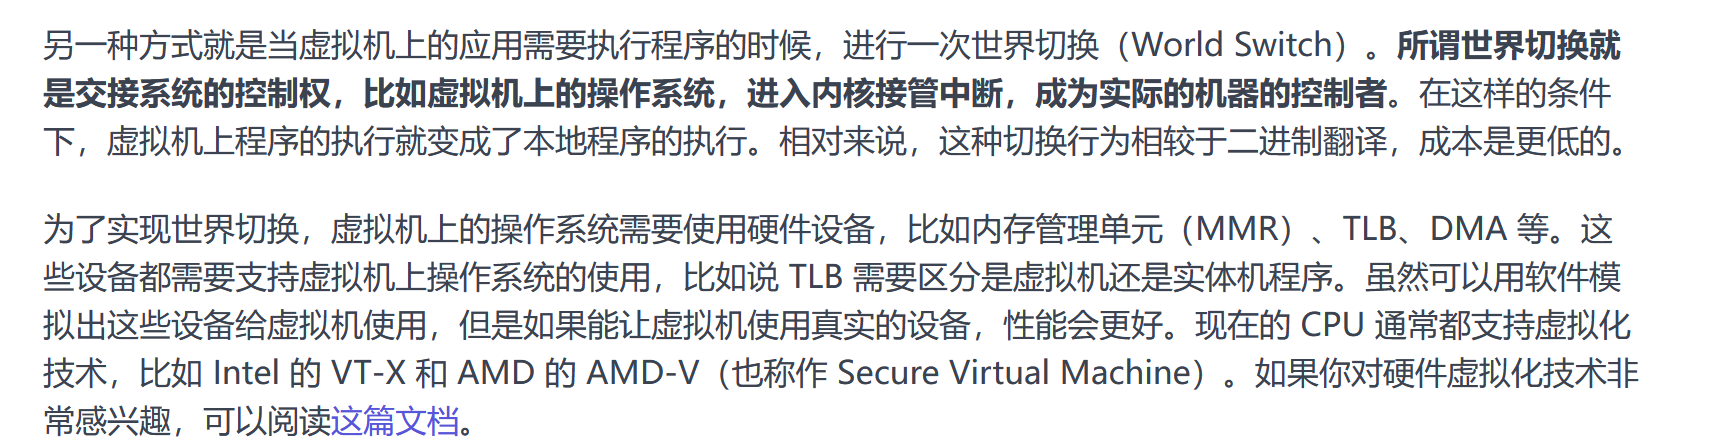 另一种方式就是当虚拟机上的应用需要执行程序的时候，进行一次世界切换（World Switch）。所谓世界切换就
是交接系统的控制权，比如虚拟机上的操作系统，进入内核接管中断，成为实际的机器的控制者。在这样的条件
下，虚拟机上程序的执行就变成了本地程序的执行。相对来说，这种切换行为相较于二进制翻译，成本是更低的。
为了实现世界切换，虚拟机上的操作系统需要使用硬件设备，比如内存管理单元（MMR）、TLB、DMA 等。这
些设备都需要支持虚拟机上操作系统的使用，比如说 TLB 需要区分是虚拟机还是实体机程序。虽然可以用软件模
拟出这些设备给虚拟机使用，但是如果能让虚拟机使用真实的设备，性能会更好。现在的 CPU 通常都支持虚拟化
技术，比如 Intel 的 VT-X 和 AMD 的 AMD-V（也称作 Secure Virtual Machine）。如果你对硬件虚拟化技术非
常感兴趣，可以阅读这篇文档。